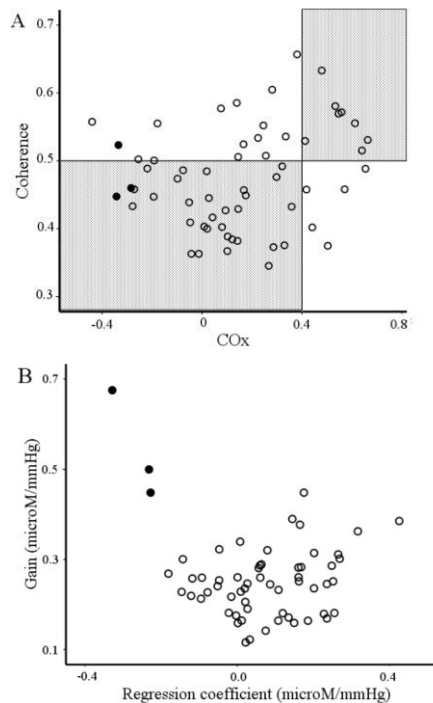 A
0.7
0.6
0.5
0.4
0.3
Coherence
-0.4
0
0.4
0.8
COx
B
0.7
0.5
0.3
0.1
Gain (microM/mmHg)
-0.4
0.0
0.4
Regression coefficient (microM/mmHg)